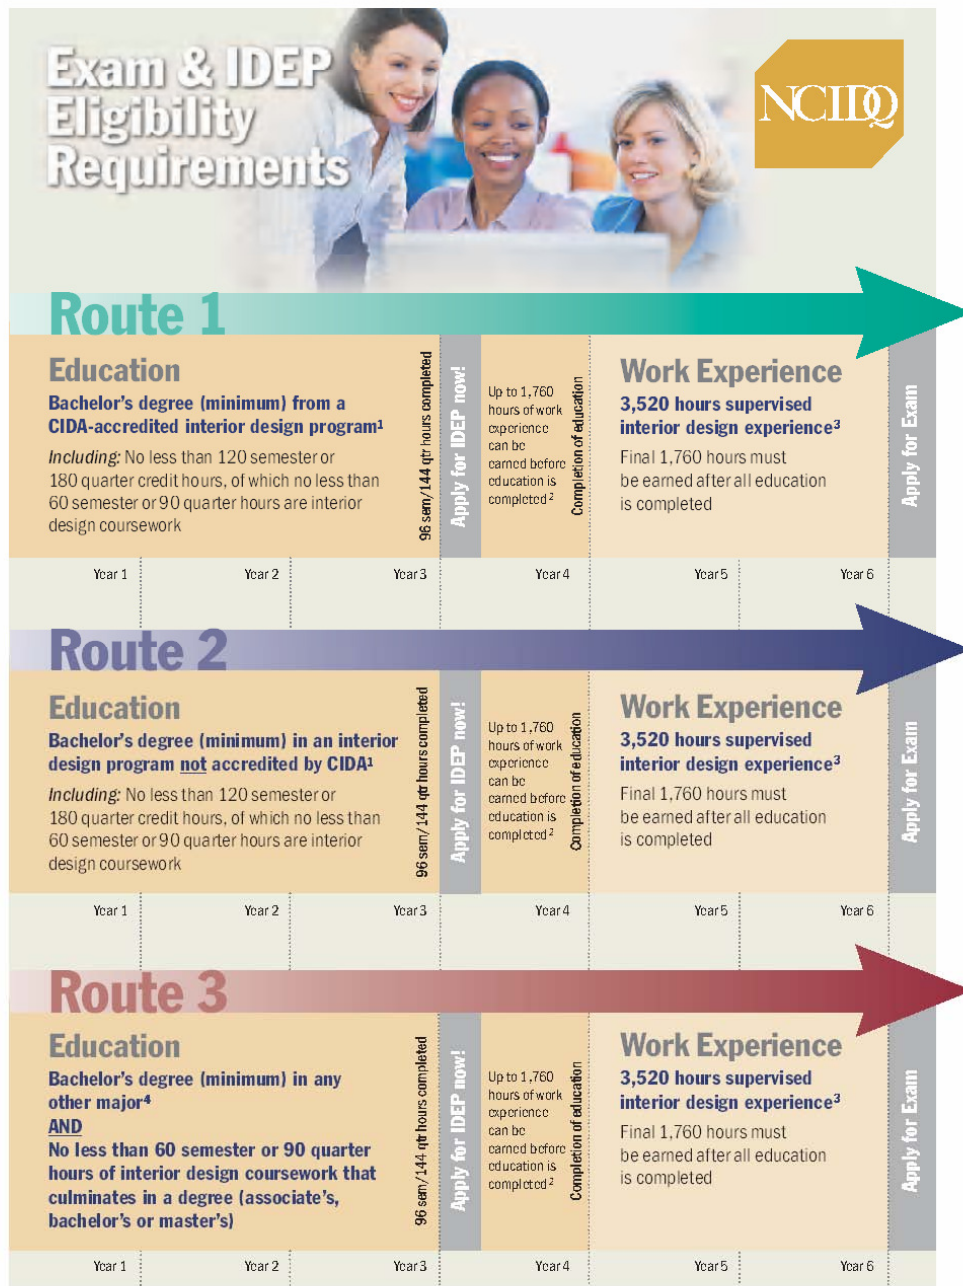 Exam & IDEP
Eligibility
Requirements
NCIDQ
Route 1
Education
Bachelor's degree (minimum) from a
CIDA-accredited interior design program1
Including: No less than 120 semester or
180 quarter credit hours, of which no less than
60 semester or 90 quarter hours are interior
design coursework
96 sem/144 qtr hours completed
Apply for IDEP now!
Up to 1,760
hours of work
experience
can be
earned before
education is
completed2
Completion of education
Work Experience
3,520 hours supervised
interior design experience3
Final 1,760 hours must
be earned after all education
is completed
Apply for Exam
Year 1 Year 2 Year 3 Year 4 Year 5 Year 6
Route 2
Education
Bachelor's degree (minimum) in an interior
design program not accredited by CIDA1
Including: No less than 120 semester or
180 quarter credit hours, of which no less than
60 semester or 90 quarter hours are interior
design coursework
96 sem/144 qtr hours completed
Apply for IDEP now!
Up to 1,760
hours of work
experience
can be
earned before
education is
completed2
Completion of education
Work Experience
3,520 hours supervised
interior design experience3
Final 1,760 hours must
be earned after all education
is completed
Apply for Exam
Year 1 Year 2 Year 3 Year 4 Year 5 Year 6
Route 3
Education
Bachelor's degree (minimum) in any
other major4
AND
No less than 60 semester or 90 quarter
hours of interior design coursework that
culminates in a degree (associate's,
bachelor's or master's)
96 sem/144 qtr hours completed
Apply for IDEP now!
Up to 1,760
hours of work
experience
can be
earned before
education is
completed2
Completion of education
Work Experience
3,520 hours supervised
interior design experience3
Final 1,760 hours must
be earned after all education
is completed
Apply for Exam
Year 1 Year 2 Year 3 Year 4 Year 5 Year 6